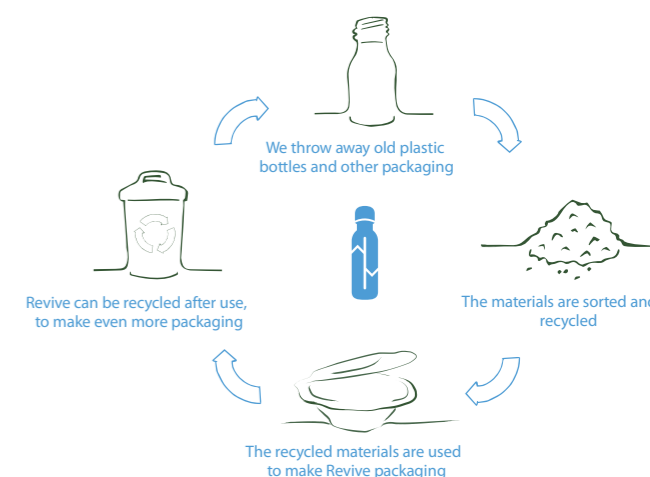 We throw away old plastic
bottles and other packaging
The materials are sorted and
recycled
The recycled materials are used
to make Revive packaging
Revive can be recycled after use,
to make even more packaging